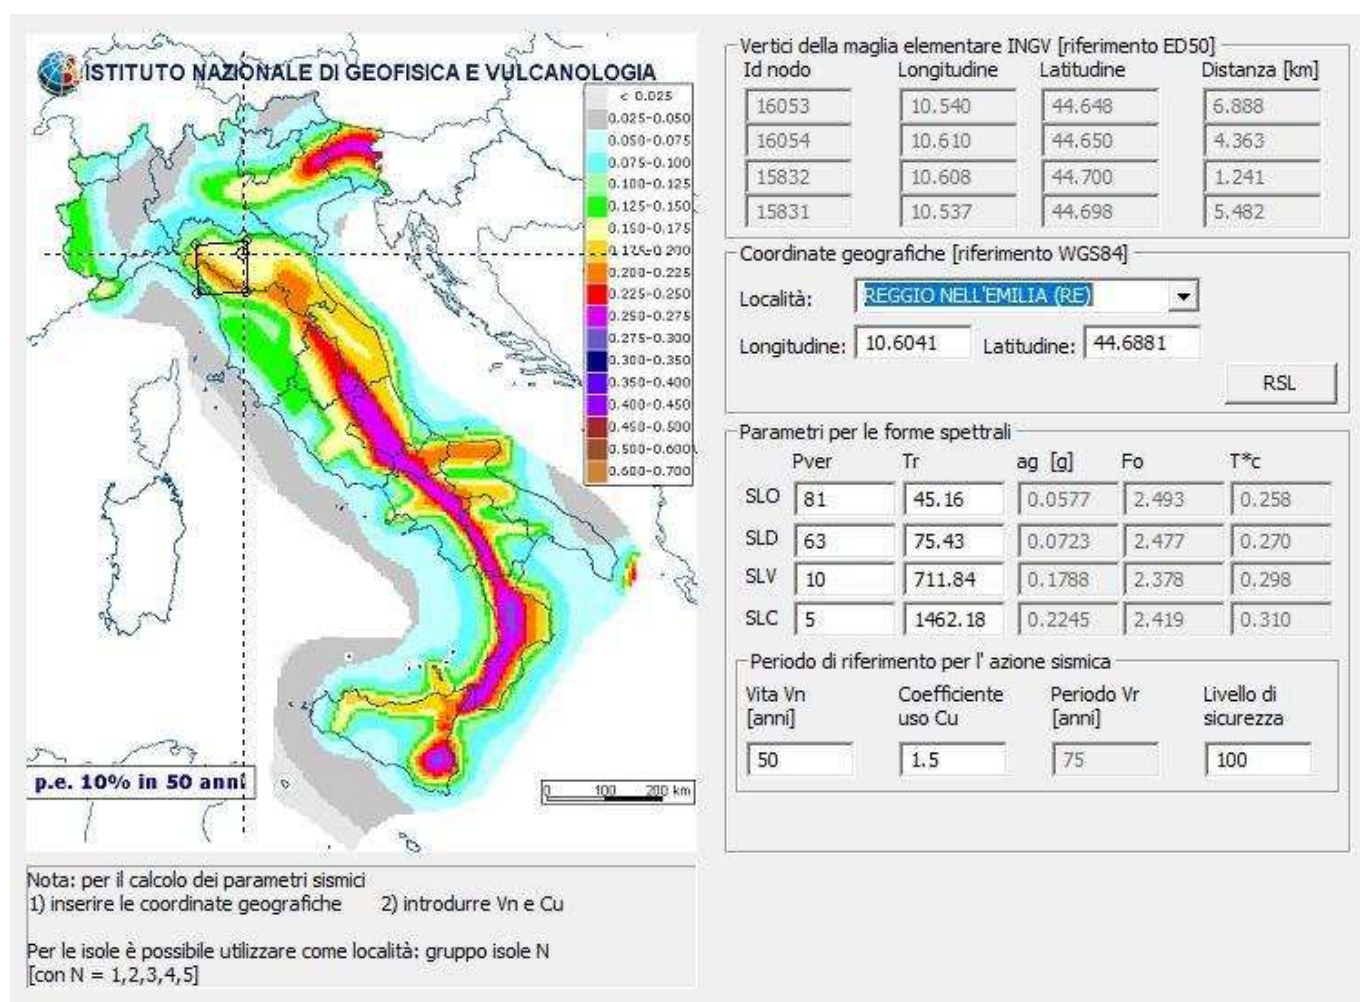 ISTITUTO NAZIONALE DI GEOFISICA E VULCANOLOGIA
< 0.025
0.025-0.050
0.050-0.075
0.075-0.100
0.100-0.125
0.125-0.150
0.150-0.175
0.175-0.200
0.200-0.225
0.225-0.250
0.250-0.275
0.275-0.300
0.300-0.350
0.350-0.400
0.400-0.450
0.450-0.500
0.500-0.600
0.600-0.700
p.e. 10% in 50 anni
0 100 200 km
Nota: per il calcolo dei parametri sismici
1) inserire le coordinate geografiche 2) introdurre Vn e Cu
Per le isole è possibile utilizzare come località: gruppo isole N
[con N = 1,2,3,4,5]
Vertici della maglia elementare INGV [riferimento ED50]
Id nodo Longitudine Latitudine Distanza [km]
16053 10.540 44.648 6.888
16054 10.610 44.650 4.363
15832 10.608 44.700 1.241
15831 10.537 44.698 5.482
Coordinate geografiche [riferimento WGS84]
Località: REGGIO NELL'EMILIA (RE)
Longitudine: 10.6041 Latitudine: 44.6881
RSL
Parametri per le forme spettrali
Pver Tr ag [g] Fo T*c
SLO 81 45.16 0.0577 2.493 0.258
SLD 63 75.43 0.0723 2.477 0.270
SLV 10 711.84 0.1788 2.378 0.298
SLC 5 1462.18 0.2245 2.419 0.310
Periodo di riferimento per l' azione sismica
Vita Vn Coefficiente Periodo Vr Livello di
[anni] uso Cu [anni] sicurezza
50 1.5 75 100